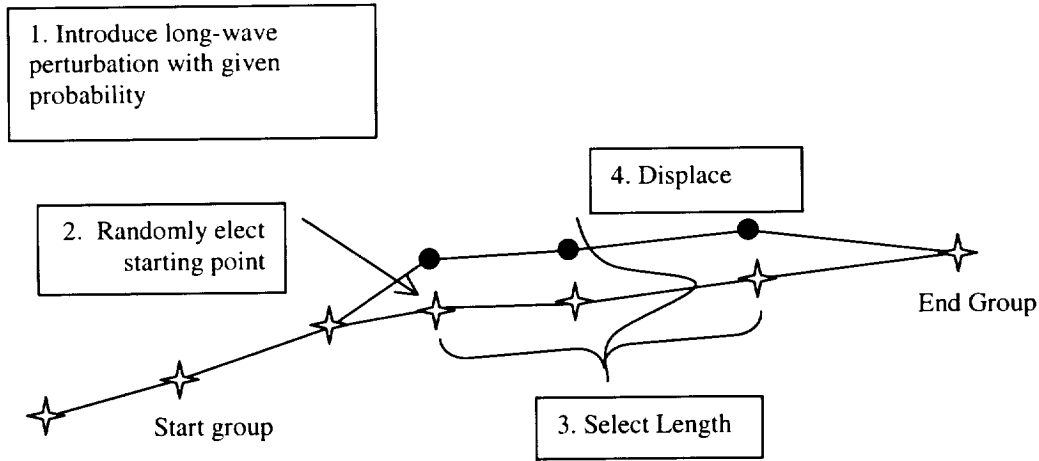 1. Introduce long-wave
perturbation with given
probability
4. Displace
2. Randomly elect
starting point
End Group
Start group
3. Select Length